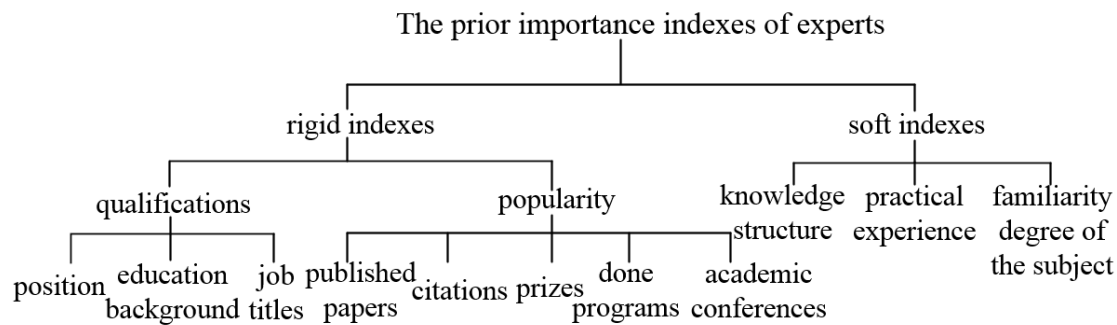 The prior importance indexes of experts
rigid indexes
soft indexes
qualifications
popularity
knowledge
structure
practical
experience
familiarity
degree of
the subject
position
education
background
job
titles
published
papers
citations
prizes
done
programs
academic
conferences